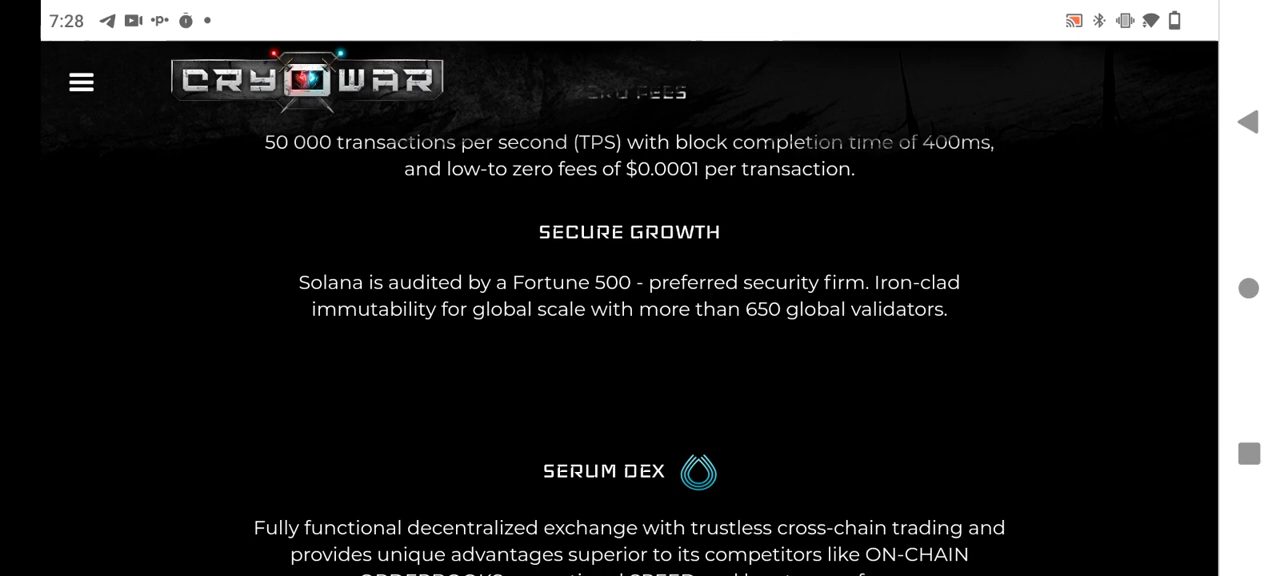 7:28
CRYOWAR
FEES
50 000 transactions per second (TPS) with block completion time of 400ms,
and low-to zero fees of $0.0001 per transaction.
SECURE GROWTH
Solana is audited by a Fortune 500 - preferred security firm. Iron-clad
immutability for global scale with more than 650 global validators.
SERUM DEX
Fully functional decentralized exchange with trustless cross-chain trading and
provides unique advantages superior to its competitors like ON-CHAIN